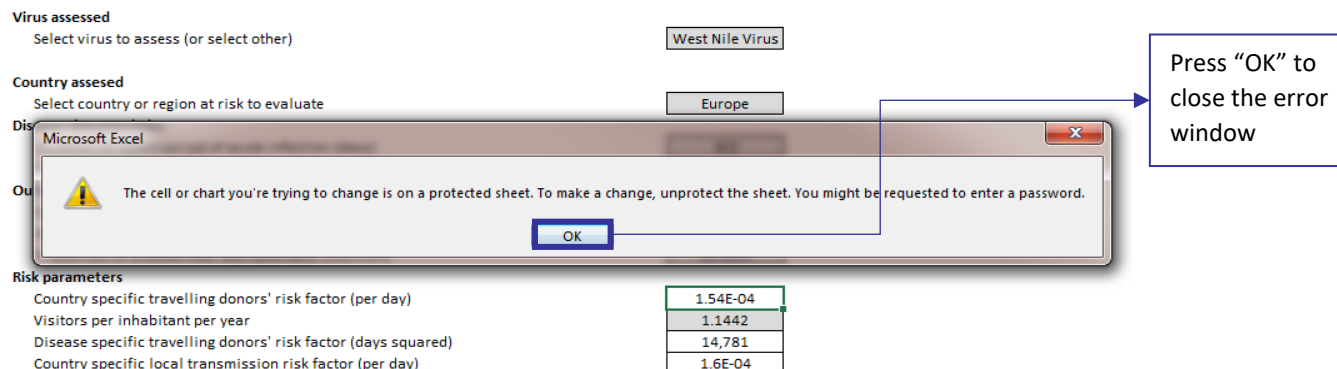 Virus assessed
Select virus to assess (or select other) West Nile Virus
Country assesed
Select country or region at risk to evaluate Europe
Press “OK” to
close the error
window
Dis
Microsoft Excel
Ou
The cell or chart you're trying to change is on a protected sheet. To make a change, unprotect the sheet. You might be requested to enter a password.
OK
Risk parameters
Country specific travelling donors' risk factor (per day) 1.54E-04
Visitors per inhabitant per year 1.1442
Disease specific travelling donors' risk factor (days squared) 14,781
Country specific local transmission risk factor (per day) 1.6E-04